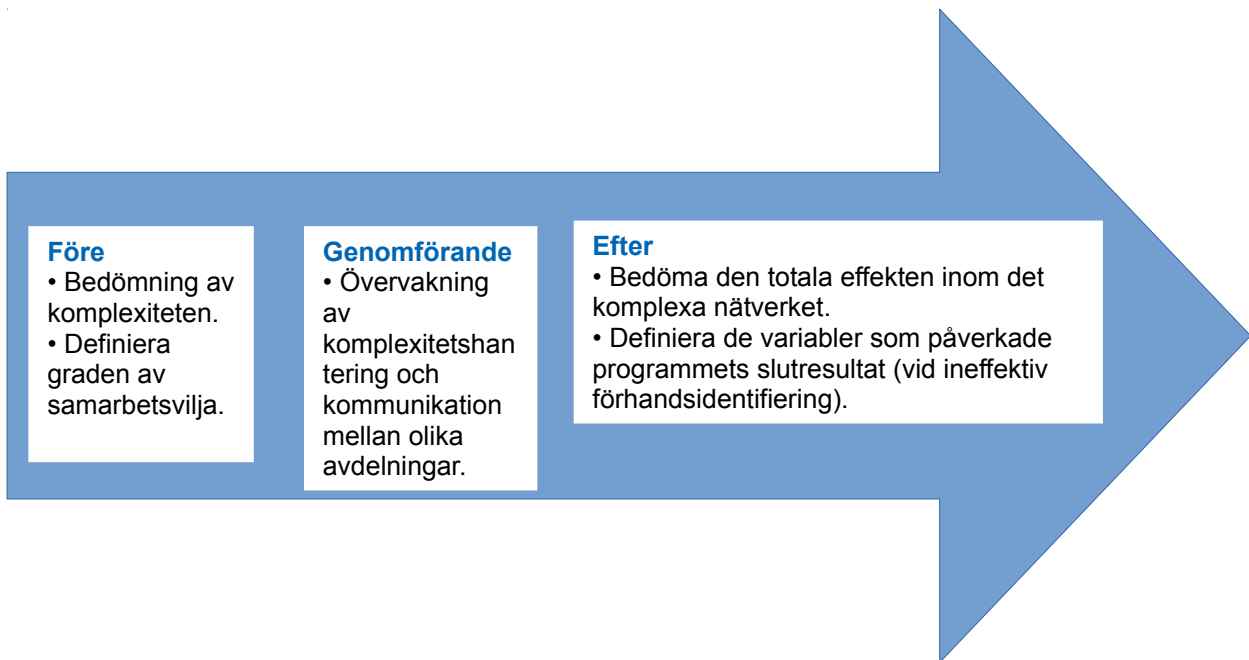 Före
• Bedömning av
komplexiteten.
• Definiera
graden av
samarbetsvilja.
Genomförande
• Övervakning
av
komplexitetshan
tering och
kommunikation
mellan olika
avdelningar.
Efter
• Bedöma den totala effekten inom det
komplexa nätverket.
• Definiera de variabler som påverkade
programmets slutresultat (vid ineffektiv
förhandsidentifiering).